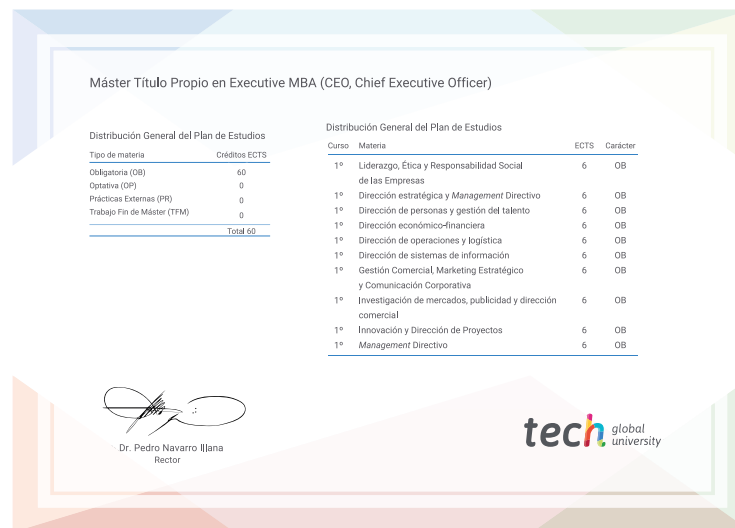 Máster Título Propio en Executive MBA (CEO, Chief Executive Officer)
Distribución General del Plan de Estudios
Tipo de materia Créditos ECTS
Obligatoria (OB) 60
Optativa (OP) 0
Prácticas Externas (PR) 0
Trabajo Fin de Máster (TFM) 0
Total 60
Distribución General del Plan de Estudios
Curso Materia ECTS Carácter
1º Liderazgo, Ética y Responsabilidad Social 6 OB
de las Empresas
1º Dirección estratégica y Management Directivo 6 OB
1º Dirección de personas y gestión del talento 6 OB
1º Dirección económico-financiera 6 OB
1º Dirección de operaciones y logística 6 OB
1º Dirección de sistemas de información 6 OB
1º Gestión Comercial, Marketing Estratégico 6 OB
y Comunicación Corporativa
1º Investigación de mercados, publicidad y dirección 6 OB
comercial
1º Innovación y Dirección de Proyectos 6 OB
1º Management Directivo 6 OB
Dr. Pedro Navarro Illana
Rector
tech global
university